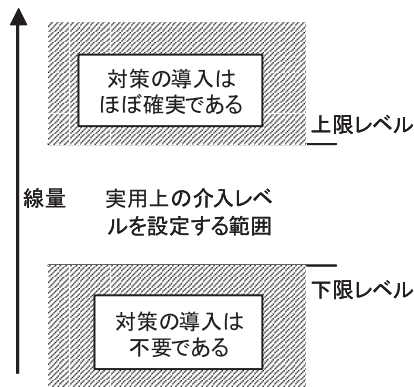 対策の導入は
ほぼ確実である
上限レベル
線量
実用上の介入レベ
ルを設定する範囲
下限レベル
対策の導入は
不要である